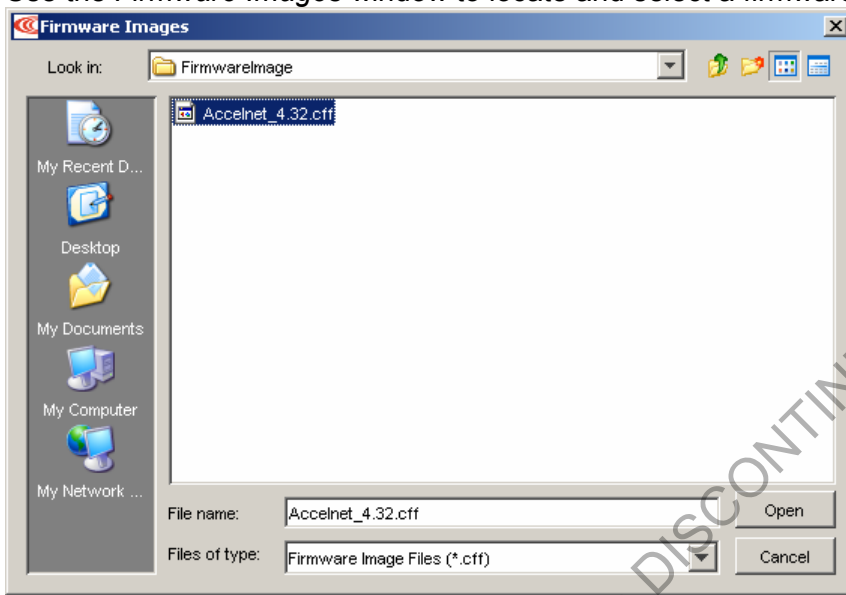 Use the Firmware Images window to locate and select a firmware
Firmware Images
Look in:
FirmwareImage
Accelnet_4.32.cff
My Recent D...
Desktop
My Documents
My Computer
My Network ...
File name:
Accelnet_4.32.cff
Open
Files of type:
Firmware Image Files (*.cff)
Cancel